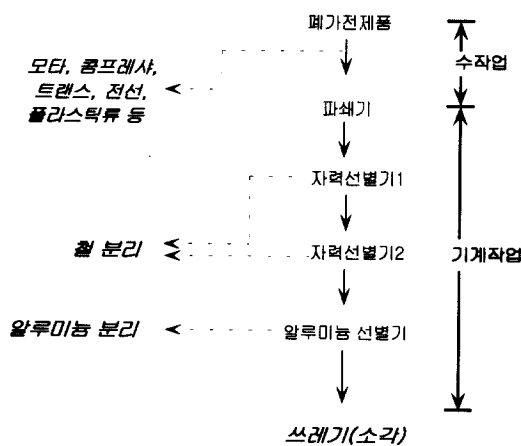 폐가전제품
수작업
모타, 콤프레샤,
트랜스, 전선,
플라스틱류 등
파쇄기
자력선별기1
철 분리
자력선별기2
기계작업
알루미늄 분리
알루미늄 선별기
쓰레기(소각)